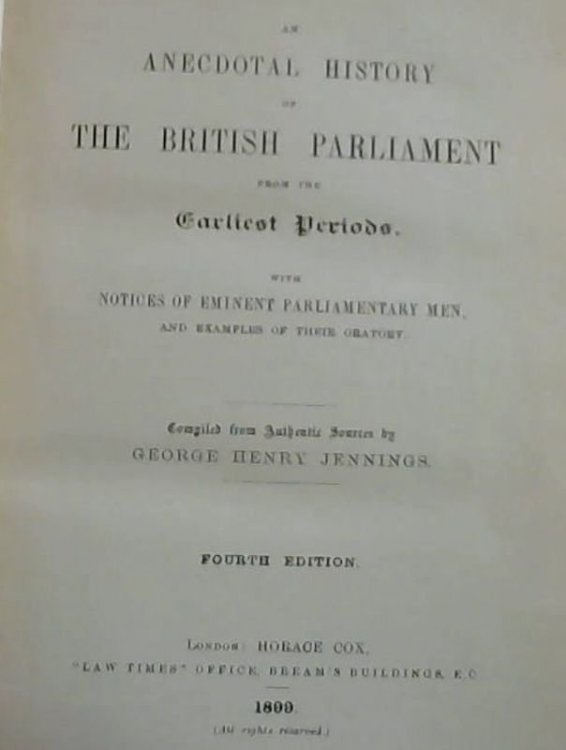 AN
ANECDOTAL HISTORY
OF
THE BRITISH PARLIAMENT
FROM THE
Earliest Periods.
WITH
NOTICES OF EMINENT PARLIAMENTARY MEN,
AND EXAMPLES OF THEIR ORATORY.
Compiled from Authentic Sources by
GEORGE HENRY JENNINGS.
FOURTH EDITION.
LONDON: HORACE COX,
"LAW TIMES" OFFICE, BREAM'S BUILDINGS, E.C.
1899.
(All rights reserved.)